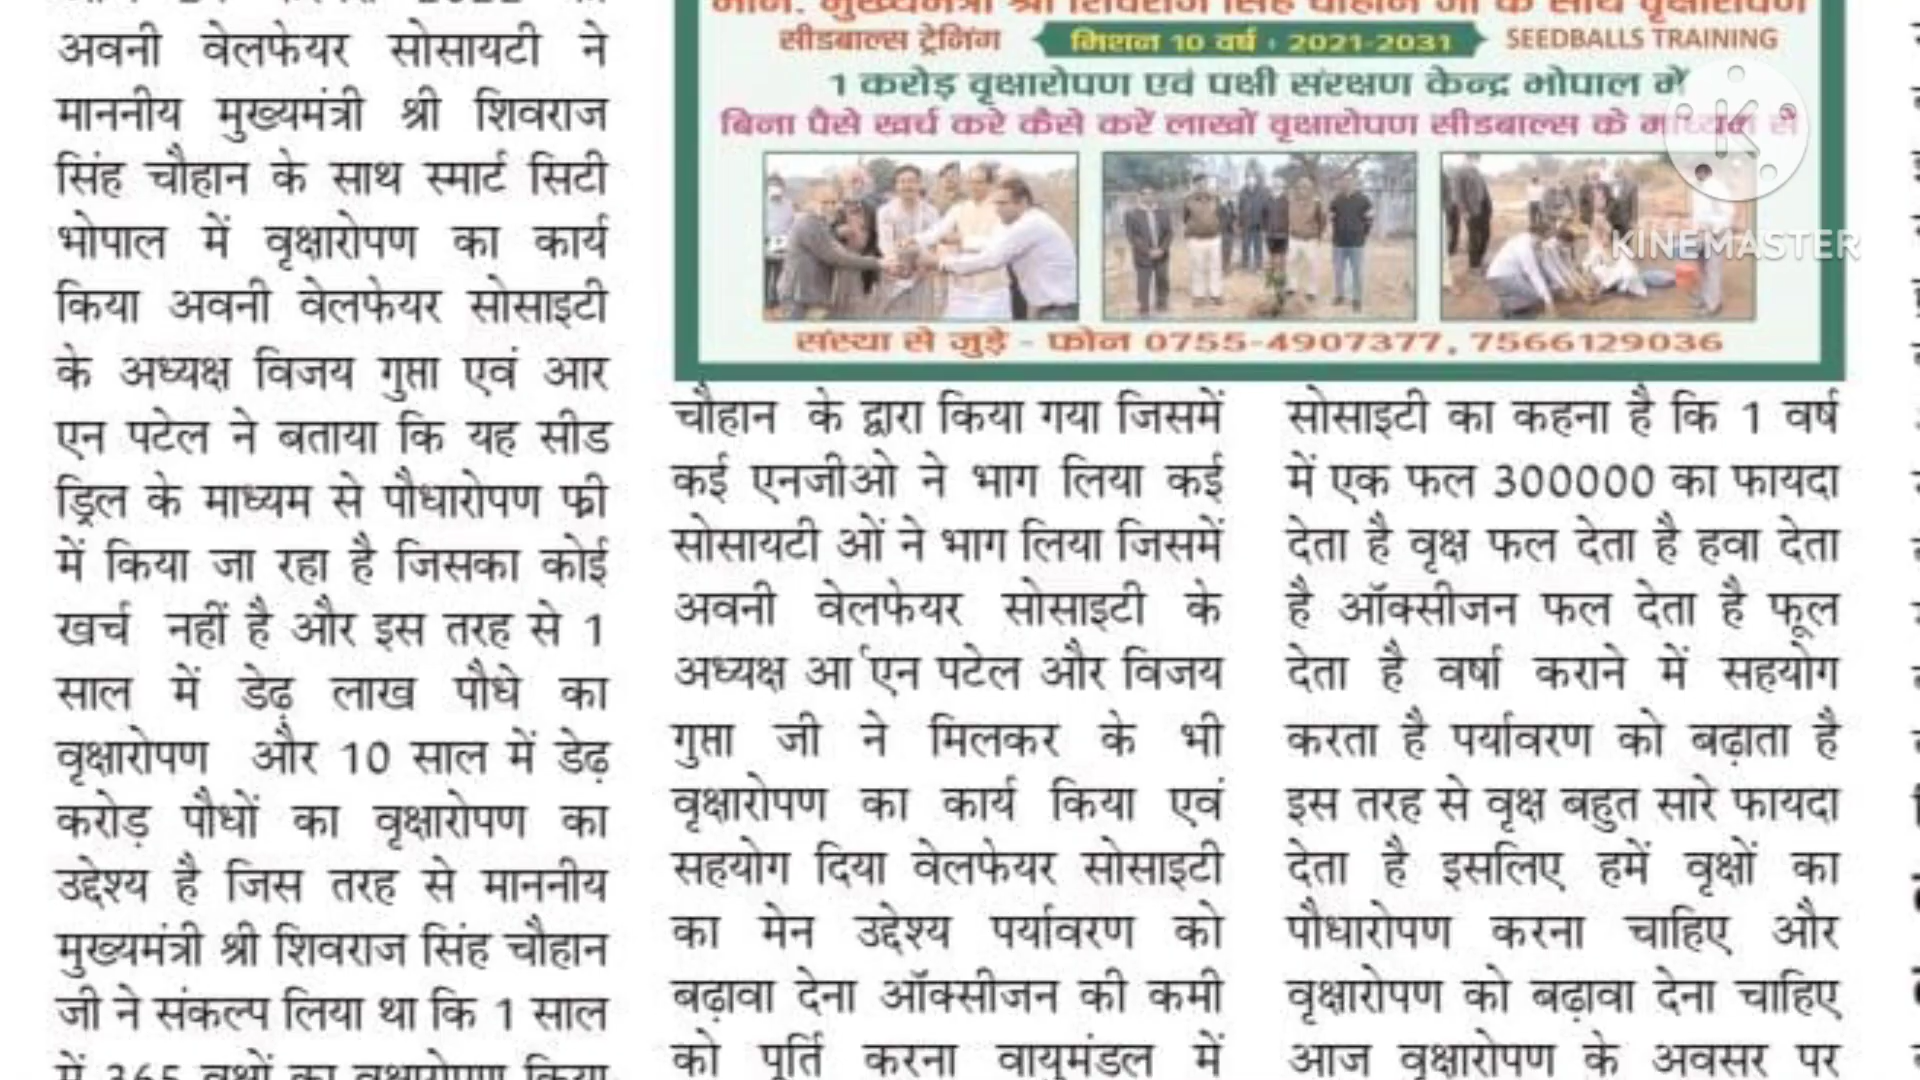 अवनी वेलफेयर सोसायटी ने
माननीय मुख्यमंत्री श्री शिवराज
सिंह चौहान के साथ स्मार्ट सिटी
भोपाल में वृक्षारोपण का कार्य
किया अवनी वेलफेयर सोसाइटी
के अध्यक्ष विजय गुप्ता एवं आर
एन पटेल ने बताया कि यह सीड
ड्रिल के माध्यम से पौधारोपण फ्री
में किया जा रहा है जिसका कोई
खर्च नहीं है और इस तरह से 1
साल में डेढ़ लाख पौधे का
वृक्षारोपण और 10 साल में डेढ़
करोड़ पौधों का वृक्षारोपण का
उद्देश्य है जिस तरह से माननीय
मुख्यमंत्री श्री शिवराज सिंह चौहान
जी ने संकल्प लिया था कि 1 साल
में 365 वृक्षों का वृक्षारोपण किया
मान. मुख्यमंत्री श्री शिवराज सिंह चौहान जी के साथ वृक्षारोपण
सीडबाल्स ट्रेनिंग मिशन 10 वर्ष : 2021-2031 SEEDBALLS TRAINING
1 करोड़ वृक्षारोपण एवं पक्षी संरक्षण केन्द्र भोपाल में
बिना पैसे खर्च करे कैसे करें लाखों वृक्षारोपण सीडबाल्स के माध्यम से
संस्था से जुड़े - फोन 0755-4907377, 7566129036
चौहान के द्वारा किया गया जिसमें
कई एनजीओ ने भाग लिया कई
सोसायटी ओं ने भाग लिया जिसमें
अवनी वेलफेयर सोसाइटी के
अध्यक्ष आर्एन पटेल और विजय
गुप्ता जी ने मिलकर के भी
वृक्षारोपण का कार्य किया एवं
सहयोग दिया वेलफेयर सोसाइटी
का मेन उद्देश्य पर्यावरण को
बढ़ावा देना ऑक्सीजन की कमी
को पूर्ति करना वायुमंडल में
सोसाइटी का कहना है कि 1 वर्ष
में एक फल 300000 का फायदा
देता है वृक्ष फल देता है हवा देता
है ऑक्सीजन फल देता है फूल
देता है वर्षा कराने में सहयोग
करता है पर्यावरण को बढ़ाता है
इस तरह से वृक्ष बहुत सारे फायदा
देता है इसलिए हमें वृक्षों का
पौधारोपण करना चाहिए और
वृक्षारोपण को बढ़ावा देना चाहिए
आज वृक्षारोपण के अवसर पर
K
KINEMASTER